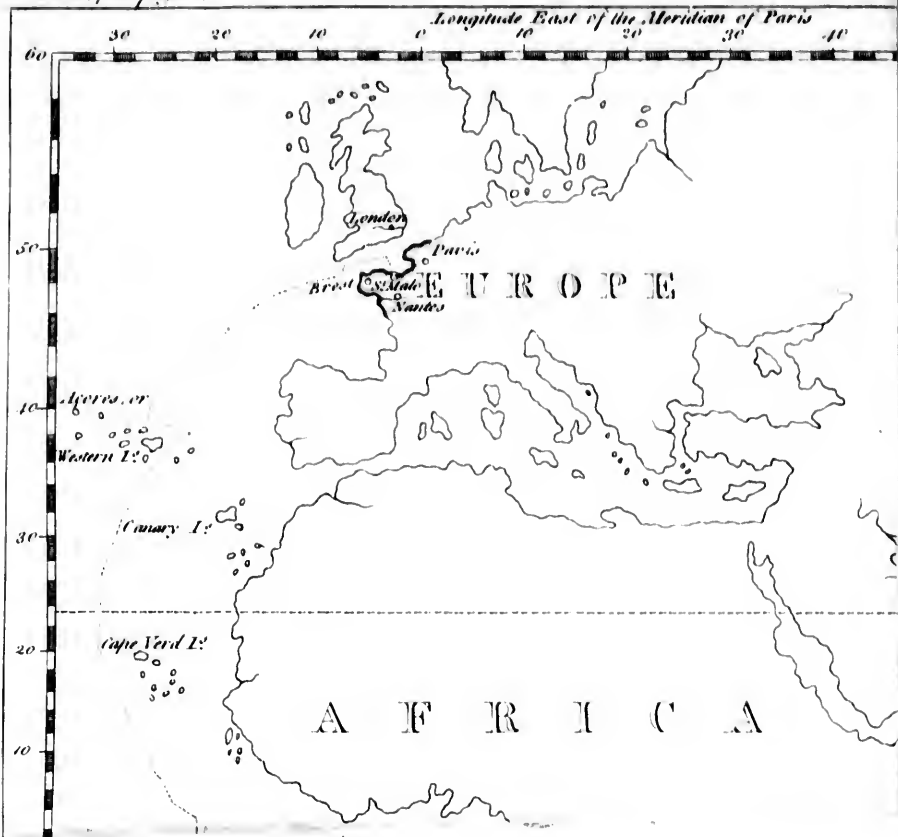 Longitude East of the Meridian of Paris
30 20 10 0 10 20 30 40
60
London
50
Paris
Brest
St Malo
EUROPE
Nantes
Açores, or
40
Western Is
Canary Is
30
Cape Verd Is
20
AFRICA
10